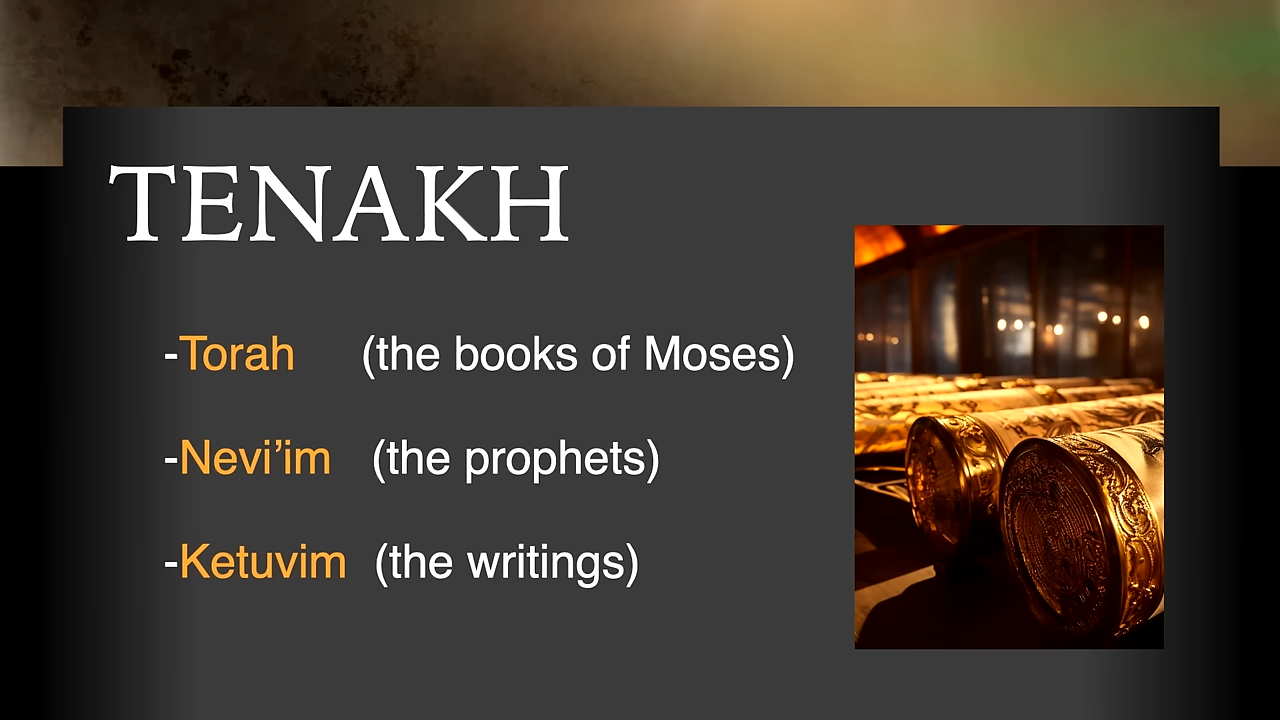 TENAKH
-Torah (the books of Moses)
-Nevi’im (the prophets)
-Ketuvim (the writings)